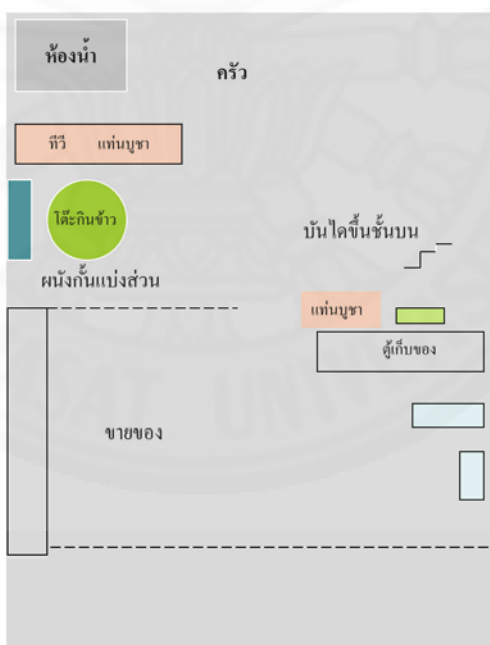 ห้องน้ำ
ครัว
ทีวี แท่นบูชา
โต๊ะกินข้าว
บันไดขึ้นชั้นบน
ผนังกั้นแบ่งส่วน
แท่นบูชา
ตู้เก็บของ
ขายของ